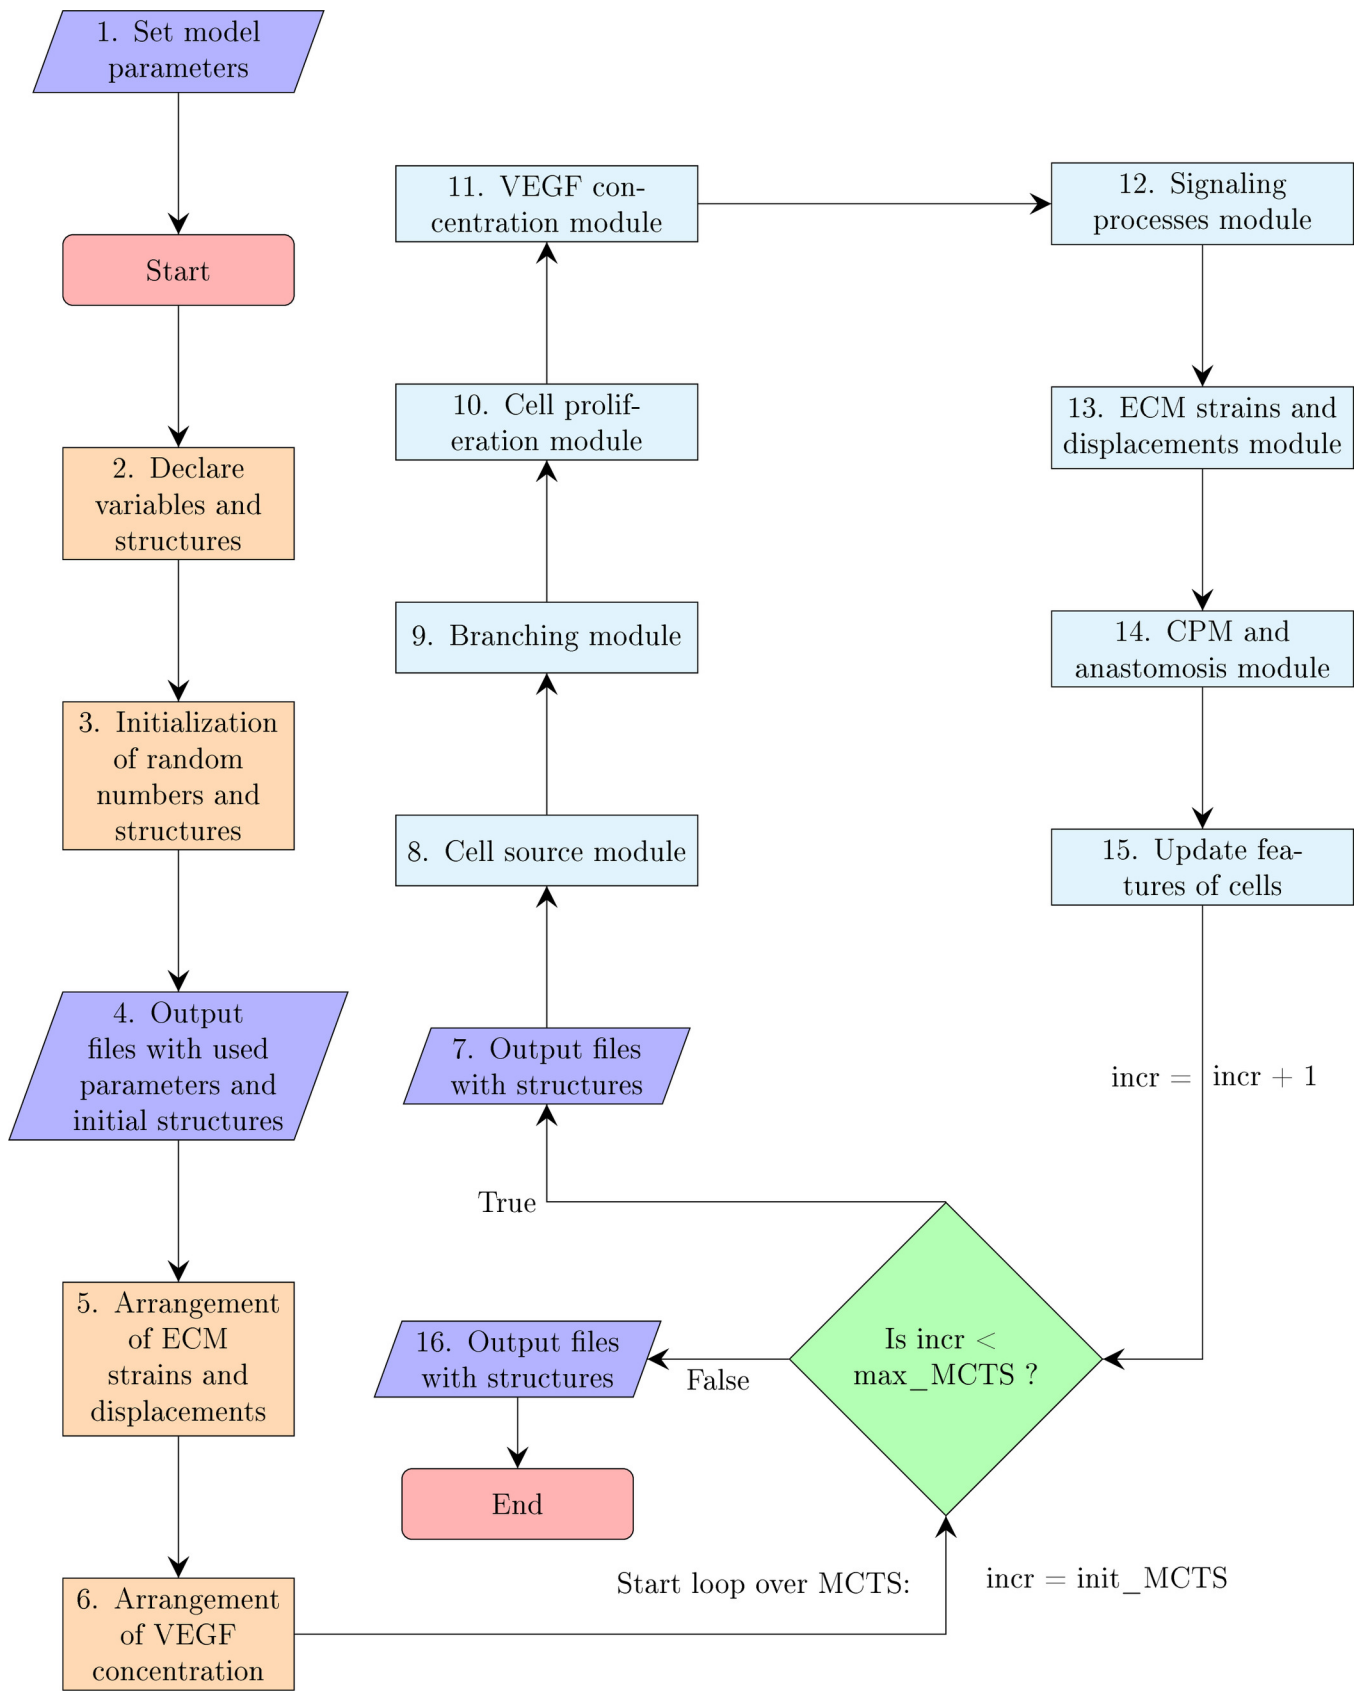 1. Set model
parameters
Start
2. Declare
variables and
structures
3. Initialization
of random
numbers and
structures
4. Output
files with used
parameters and
initial structures
5. Arrangement
of ECM
strains and
displacements
6. Arrangement
of VEGF
concentration
Start loop over MCTS:
incr = init_MCTS
Is incr <
max_MCTS ?
True
False
7. Output files
with structures
8. Cell source module
9. Branching module
10. Cell prolif-
eration module
11. VEGF con-
centration module
12. Signaling
processes module
13. ECM strains and
displacements module
14. CPM and
anastomosis module
15. Update fea-
tures of cells
incr = incr + 1
16. Output files
with structures
End